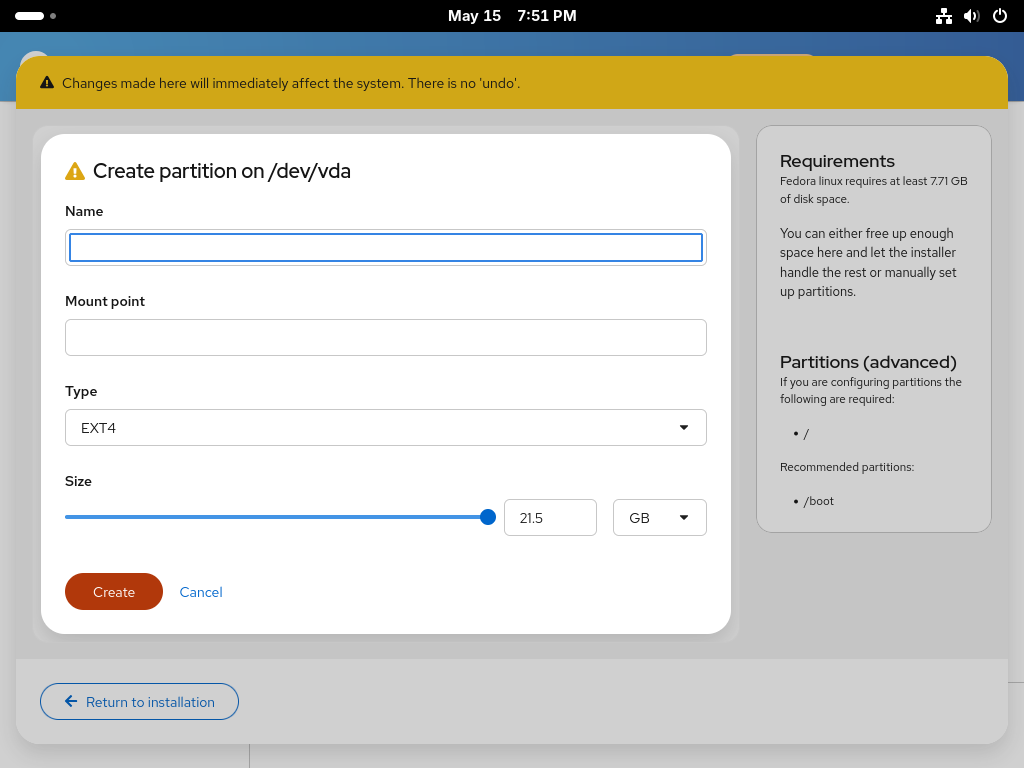 May 15 7:51 PM
Changes made here will immediately affect the system. There is no 'undo'.
Create partition on /dev/vda
Name
Mount point
Type
EXT4
Size
21.5
GB
Create
Cancel
Requirements
Fedora linux requires at least 7.71 GB
of disk space.
You can either free up enough
space here and let the installer
handle the rest or manually set
up partitions.
Partitions (advanced)
If you are configuring partitions the
following are required:
• /
Recommended partitions:
• /boot
Return to installation